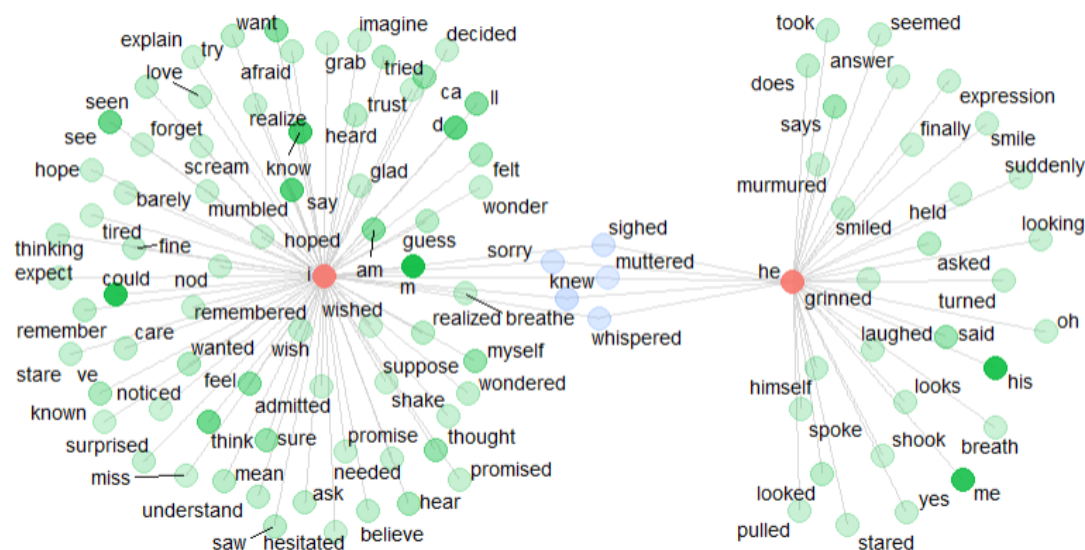 took
seemed
want
imagine
explain
try
decided
answer
love
afraid
grab
tried
does
expression
seen
realize
trust
ca
ll
says
finally
smile
see
forget
heard
d
suddenly
hope
scream
know
glad
felt
murmured
barely
mumbled
say
wonder
held
looking
tired
hoped
guess
sighed
smiled
thinking
fine
sorry
muttered
asked
expect
could
nod
i
am
m
knew
he
grinned
turned
remember
care
remembered
wished
realized
breathe
whispered
laughed
said
oh
stare
ve
wanted
wish
suppose
myself
his
known
noticed
feel
admitted
shake
wondered
himself
looks
surprised
think
sure
promise
thought
spoke
shook
breath
miss
mean
needed
promised
looked
yes
me
understand
ask
hear
pulled
stared
saw
hesitated
believe